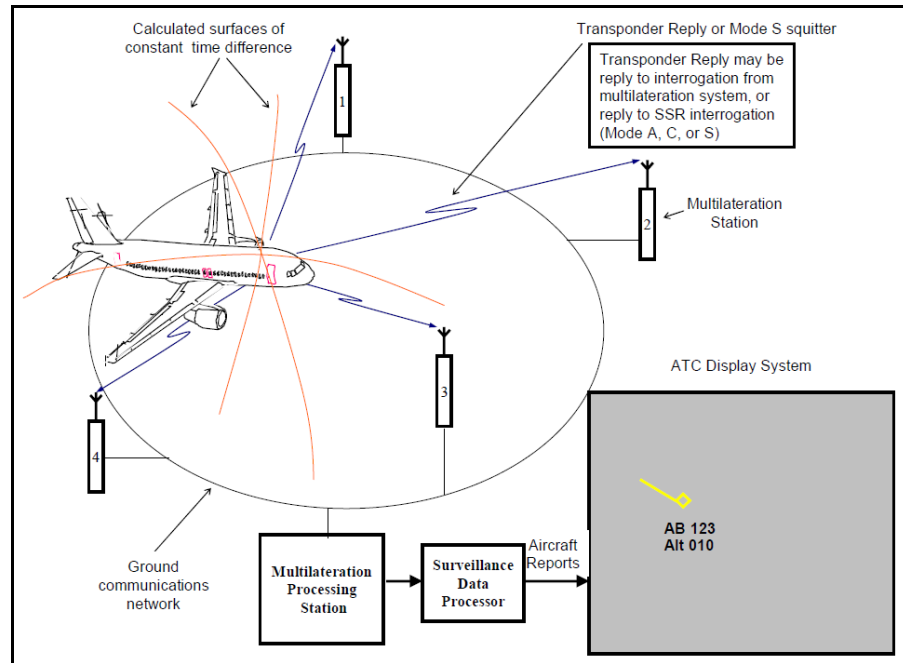 Calculated surfaces of
constant time difference
Transponder Reply or Mode S squitter
Transponder Reply may be
reply to interrogation from
multilateration system, or
reply to SSR interrogation
(Mode A, C, or S)
1
2
Multilateration
Station
3
ATC Display System
4
AB 123
Alt 010
Ground
communications
network
Multilateration
Processing
Station
Surveillance
Data
Processor
Aircraft
Reports